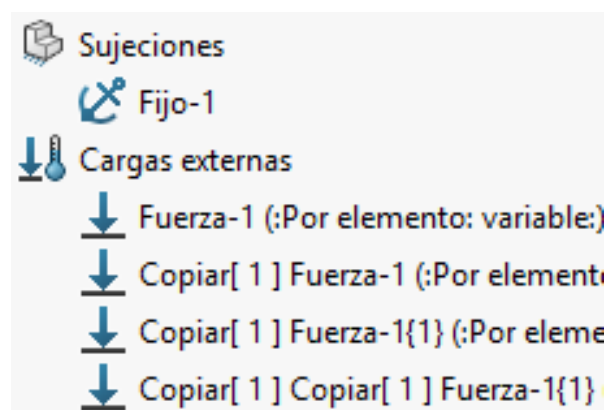 Sujeciones
Fijo-1
Cargas externas
Fuerza-1 (:Por elemento: variable:)
Copiar[ 1 ] Fuerza-1 (:Por elemento
Copiar[ 1 ] Fuerza-1{1} (:Por eleme
Copiar[ 1 ] Copiar[ 1 ] Fuerza-1{1}